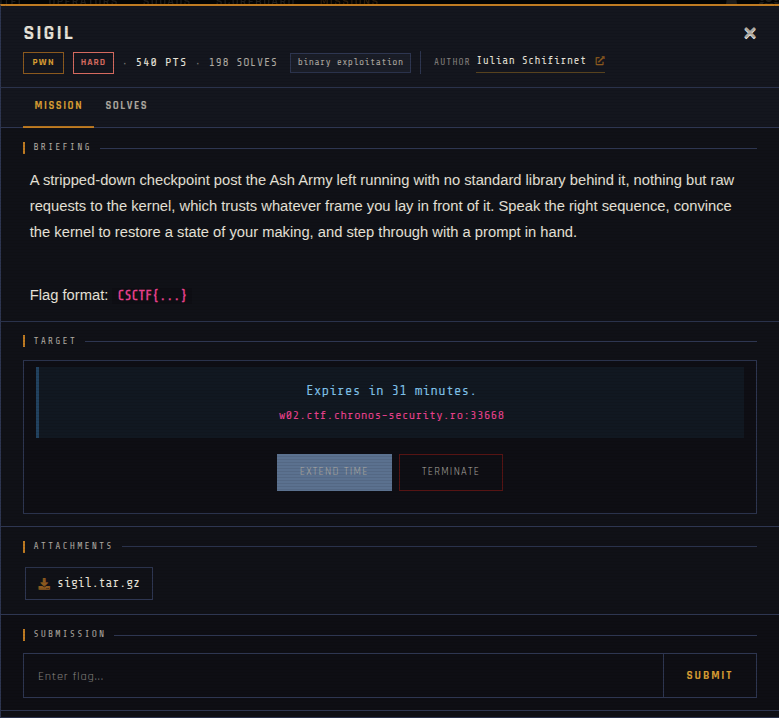 SIGIL
PWN HARD · 540 PTS · 198 SOLVES binary exploitation AUTHOR Iulian Schifirnet
MISSION SOLVES
BRIEFING
A stripped-down checkpoint post the Ash Army left running with no standard library behind it, nothing but raw
requests to the kernel, which trusts whatever frame you lay in front of it. Speak the right sequence, convince
the kernel to restore a state of your making, and step through with a prompt in hand.
Flag format: CSCTF{...}
TARGET
Expires in 31 minutes.
w02.ctf.chronos-security.ro:33668
EXTEND TIME TERMINATE
ATTACHMENTS
sigil.tar.gz
SUBMISSION
Enter flag... SUBMIT